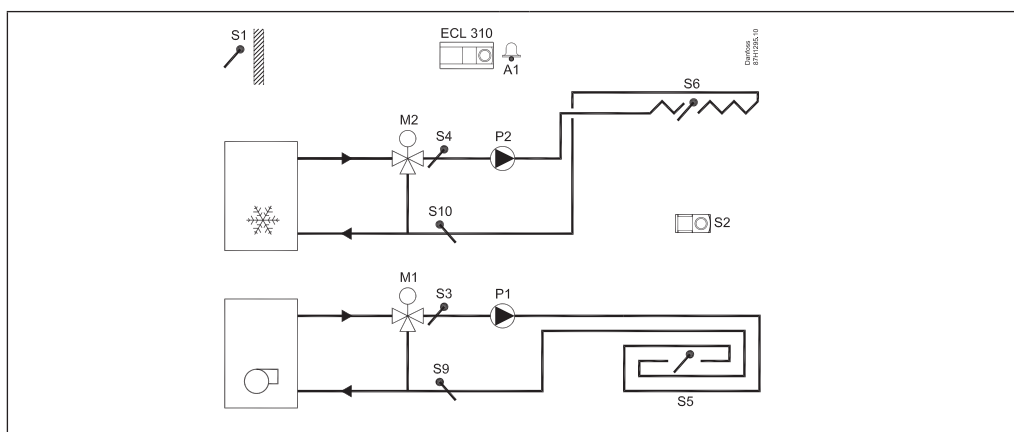 S1
ECL 310
A1
Danfoss
87H1295.10
S6
M2
S4
P2
S10
S2
M1
S3
P1
S9
S5